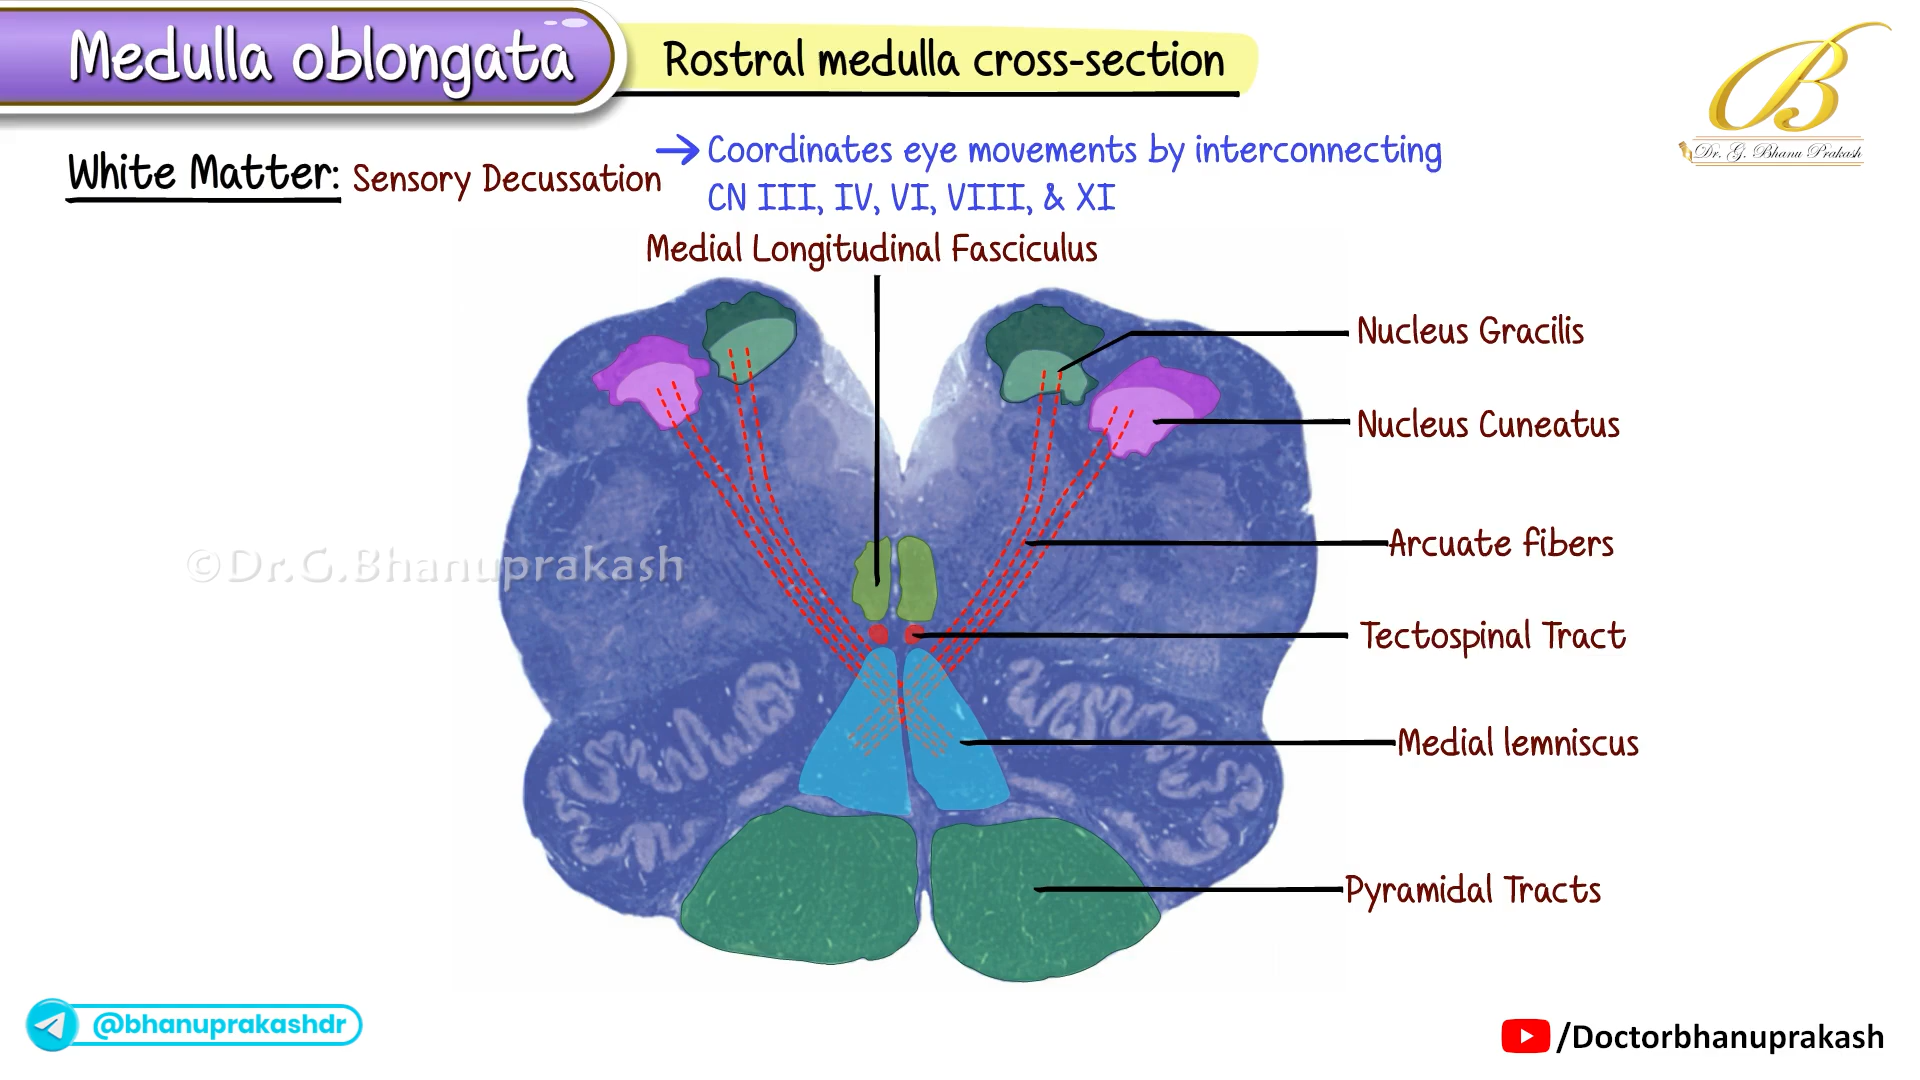 Medulla oblongata
Rostral medulla cross-section
B
Dr. G. Bhanu Prakash
White Matter: Sensory Decussation
→ Coordinates eye movements by interconnecting
CN III, IV, VI, VIII, & XI
Medial Longitudinal Fasciculus
Nucleus Gracilis
Nucleus Cuneatus
Arcuate fibers
©Dr.G.Bhanuprakash
Tectospinal Tract
Medial lemniscus
Pyramidal Tracts
@bhanuprakashdr
/Doctorbhanuprakash